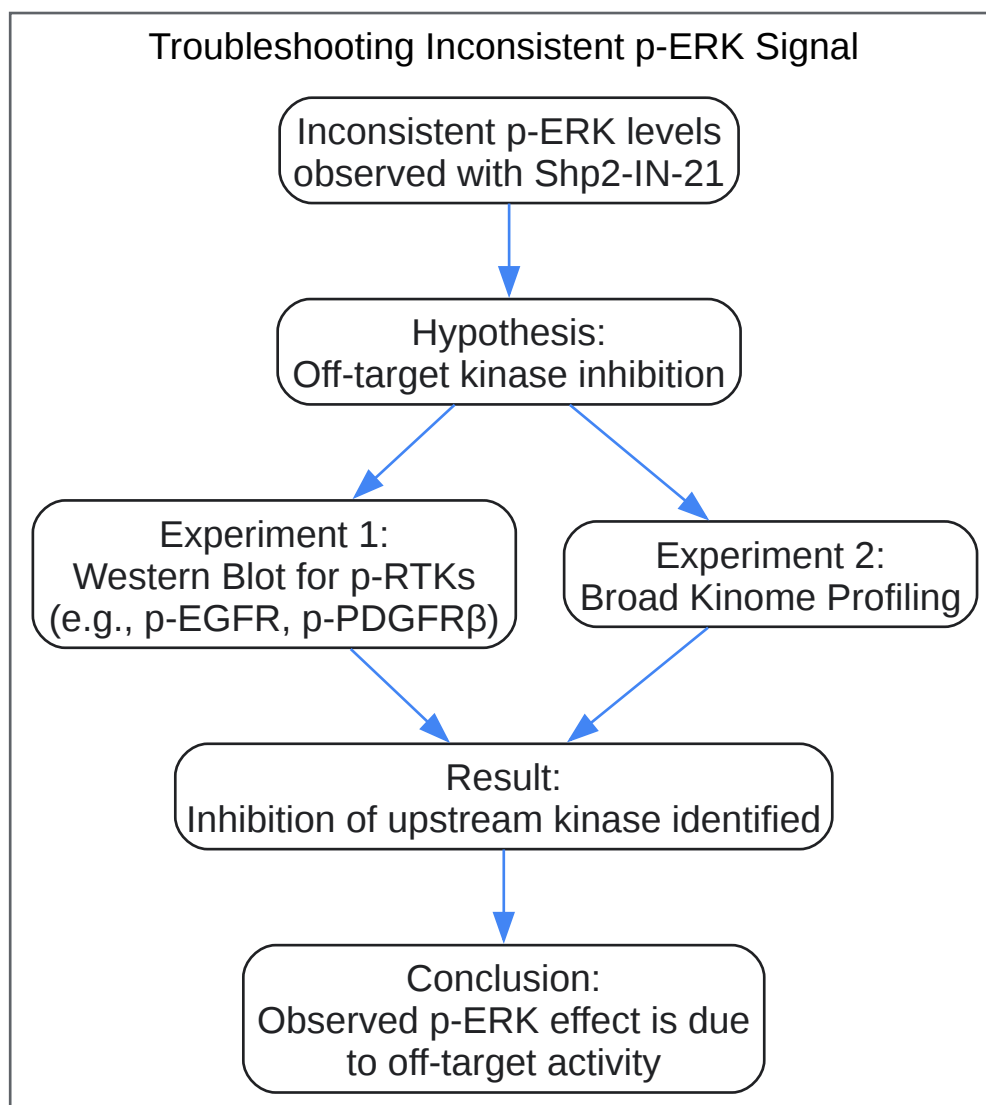 Troubleshooting Inconsistent p-ERK Signal
Inconsistent p-ERK levels
observed with Shp2-IN-21
Hypothesis:
Off-target kinase inhibition
Experiment 1:
Western Blot for p-RTKs
(e.g., p-EGFR, p-PDGFRβ)
Experiment 2:
Broad Kinome Profiling
Result:
Inhibition of upstream kinase identified
Conclusion:
Observed p-ERK effect is due
to off-target activity